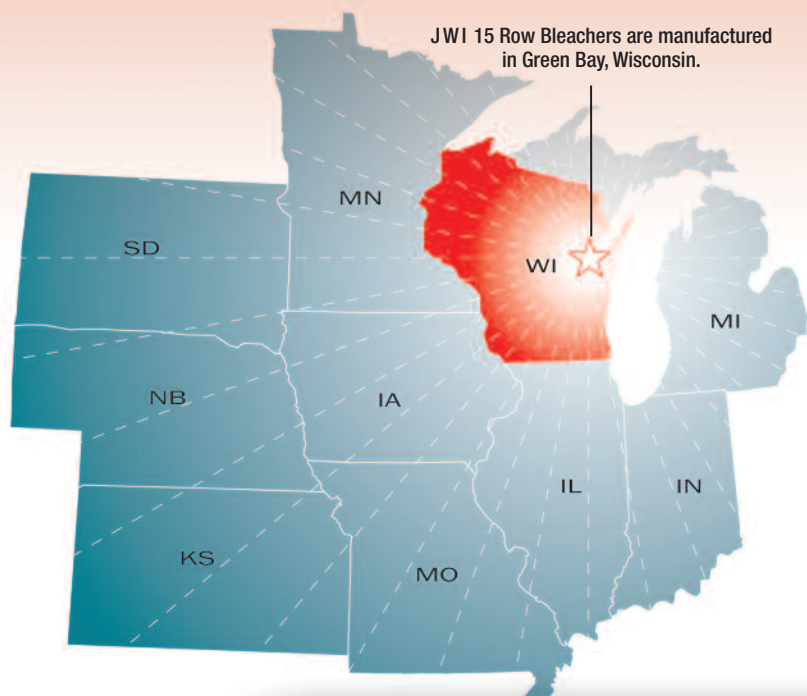 JWI 15 Row Bleachers are manufactured
in Green Bay, Wisconsin.
MN
SD
WI
MI
NB
IA
IL
IN
KS
MO